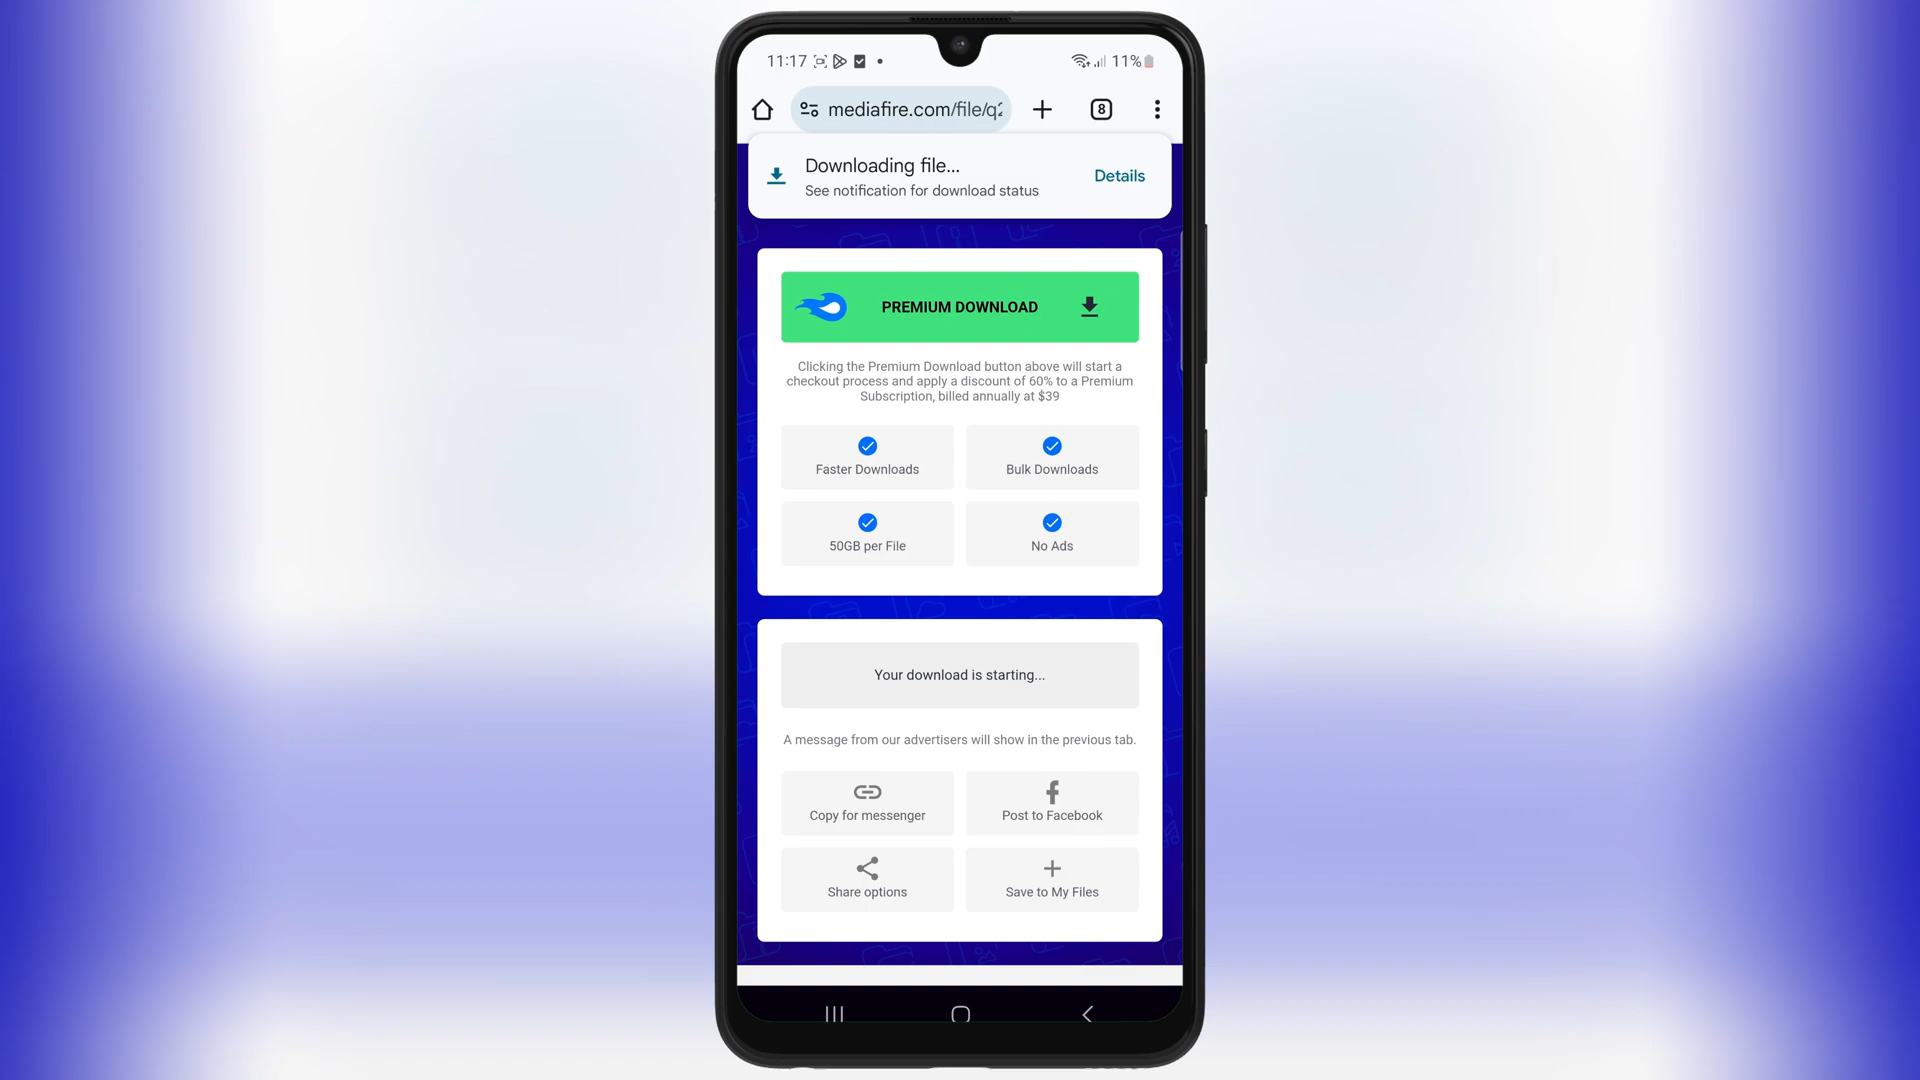 11:17
11%
mediafire.com/file/q
8
Downloading file...
See notification for download status
Details
PREMIUM DOWNLOAD
Clicking the Premium Download button above will start a
checkout process and apply a discount of 60% to a Premium
Subscription, billed annually at $39
Faster Downloads
Bulk Downloads
50GB per File
No Ads
Your download is starting...
A message from our advertisers will show in the previous tab.
Copy for messenger
Post to Facebook
Share options
Save to My Files